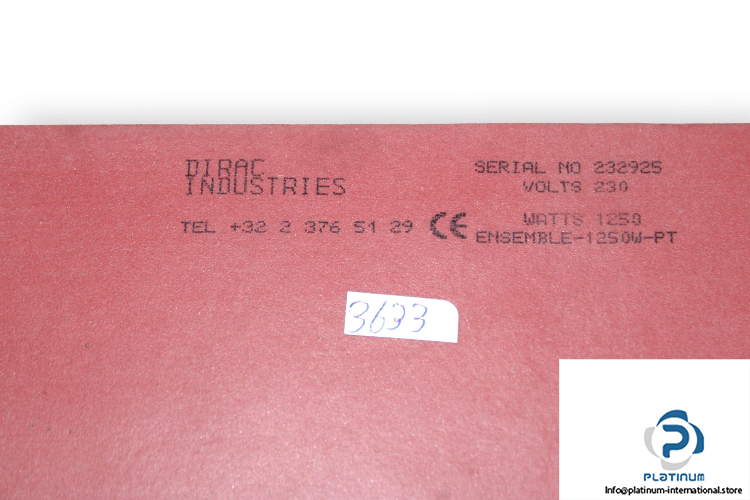 DIRAC
INDUSTRIES
TEL +32 2 376 51 29 CE
SERIAL NO 232925
VOLTS 230
WATTS 1250
ENSEMBLE-1250W-PT
3633
PLATINUM
Info@platinum-international.store